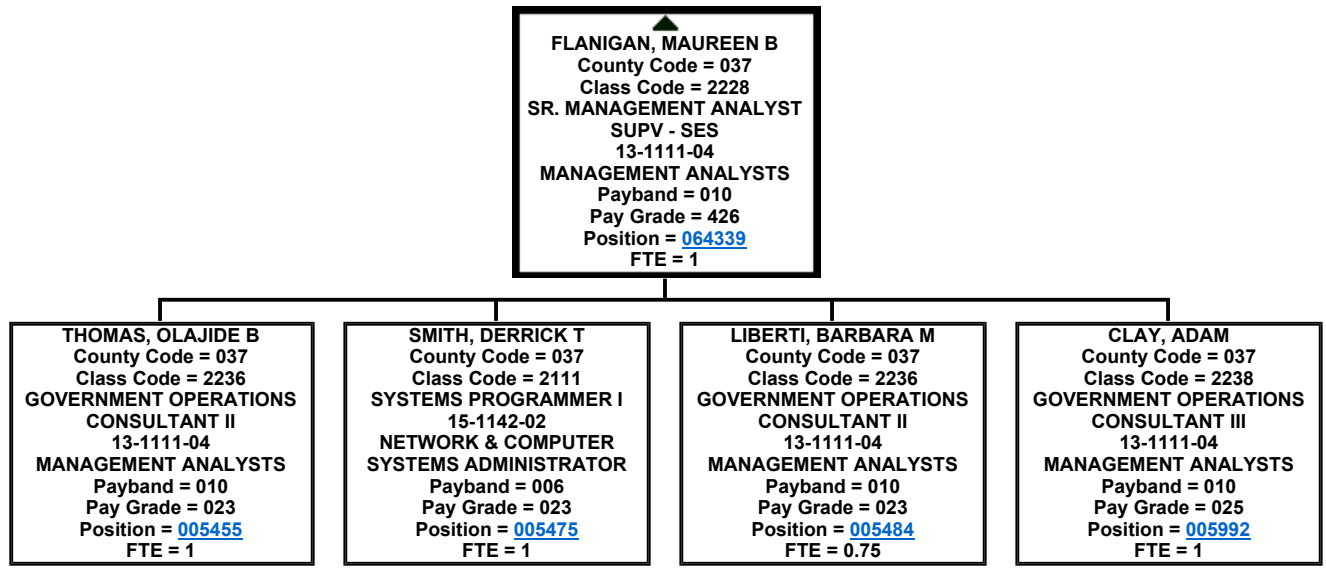 FLANIGAN, MAUREEN B
County Code = 037
Class Code = 2228
SR. MANAGEMENT ANALYST
SUPV - SES
13-1111-04
MANAGEMENT ANALYSTS
Payband = 010
Pay Grade = 426
Position = 064339
FTE = 1
THOMAS, OLAJIDE B
County Code = 037
Class Code = 2236
GOVERNMENT OPERATIONS
CONSULTANT II
13-1111-04
MANAGEMENT ANALYSTS
Payband = 010
Pay Grade = 023
Position = 005455
FTE = 1
SMITH, DERRICK T
County Code = 037
Class Code = 2111
SYSTEMS PROGRAMMER I
15-1142-02
NETWORK & COMPUTER
SYSTEMS ADMINISTRATOR
Payband = 006
Pay Grade = 023
Position = 005475
FTE = 1
LIBERTI, BARBARA M
County Code = 037
Class Code = 2236
GOVERNMENT OPERATIONS
CONSULTANT II
13-1111-04
MANAGEMENT ANALYSTS
Payband = 010
Pay Grade = 023
Position = 005484
FTE = 0.75
CLAY, ADAM
County Code = 037
Class Code = 2238
GOVERNMENT OPERATIONS
CONSULTANT III
13-1111-04
MANAGEMENT ANALYSTS
Payband = 010
Pay Grade = 025
Position = 005992
FTE = 1